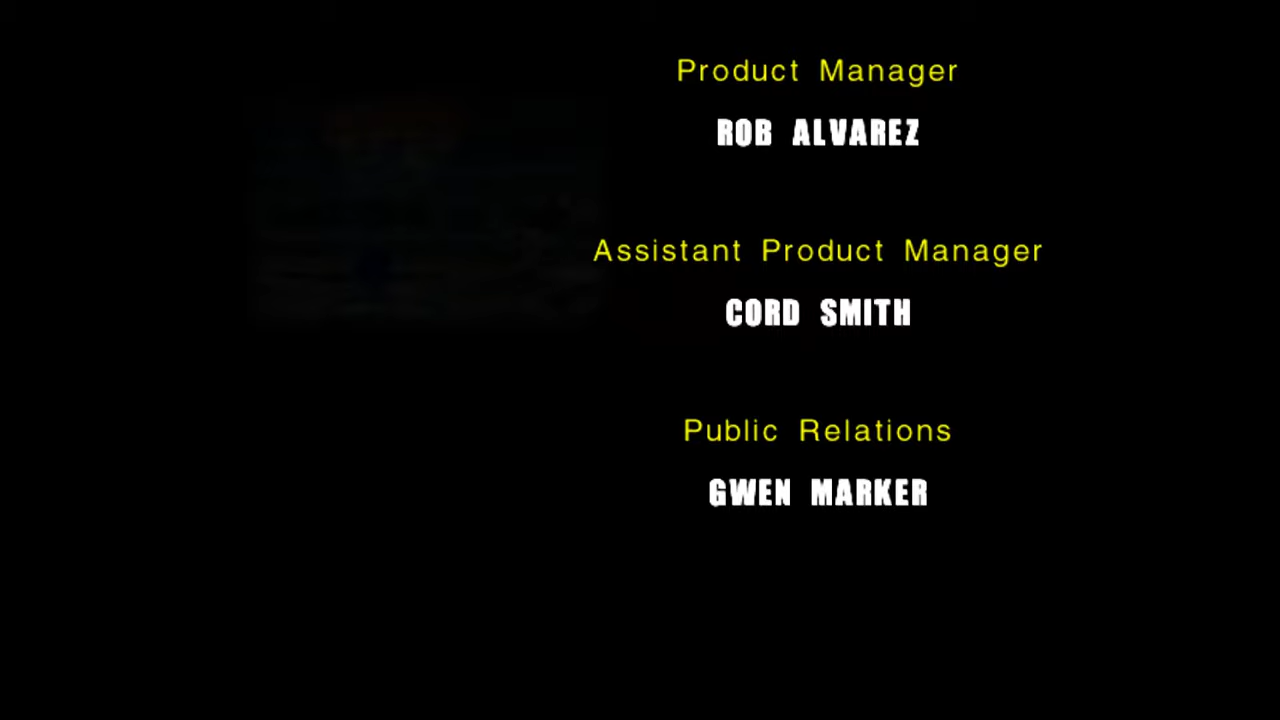 Product Manager
ROB ALVAREZ
Assistant Product Manager
CORD SMITH
Public Relations
GWEN MARKER